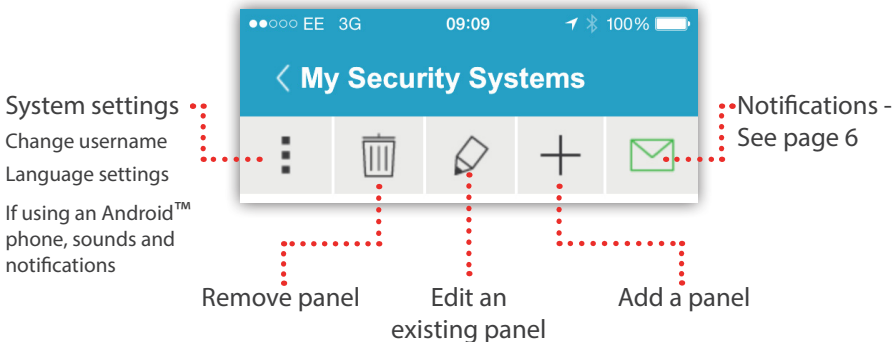 EE 3G 09:09 100%
My Security Systems
System settings
Change username
Language settings
If using an Android™
phone, sounds and
notifications
Notifications -
See page 6
Remove panel
Edit an
existing panel
Add a panel